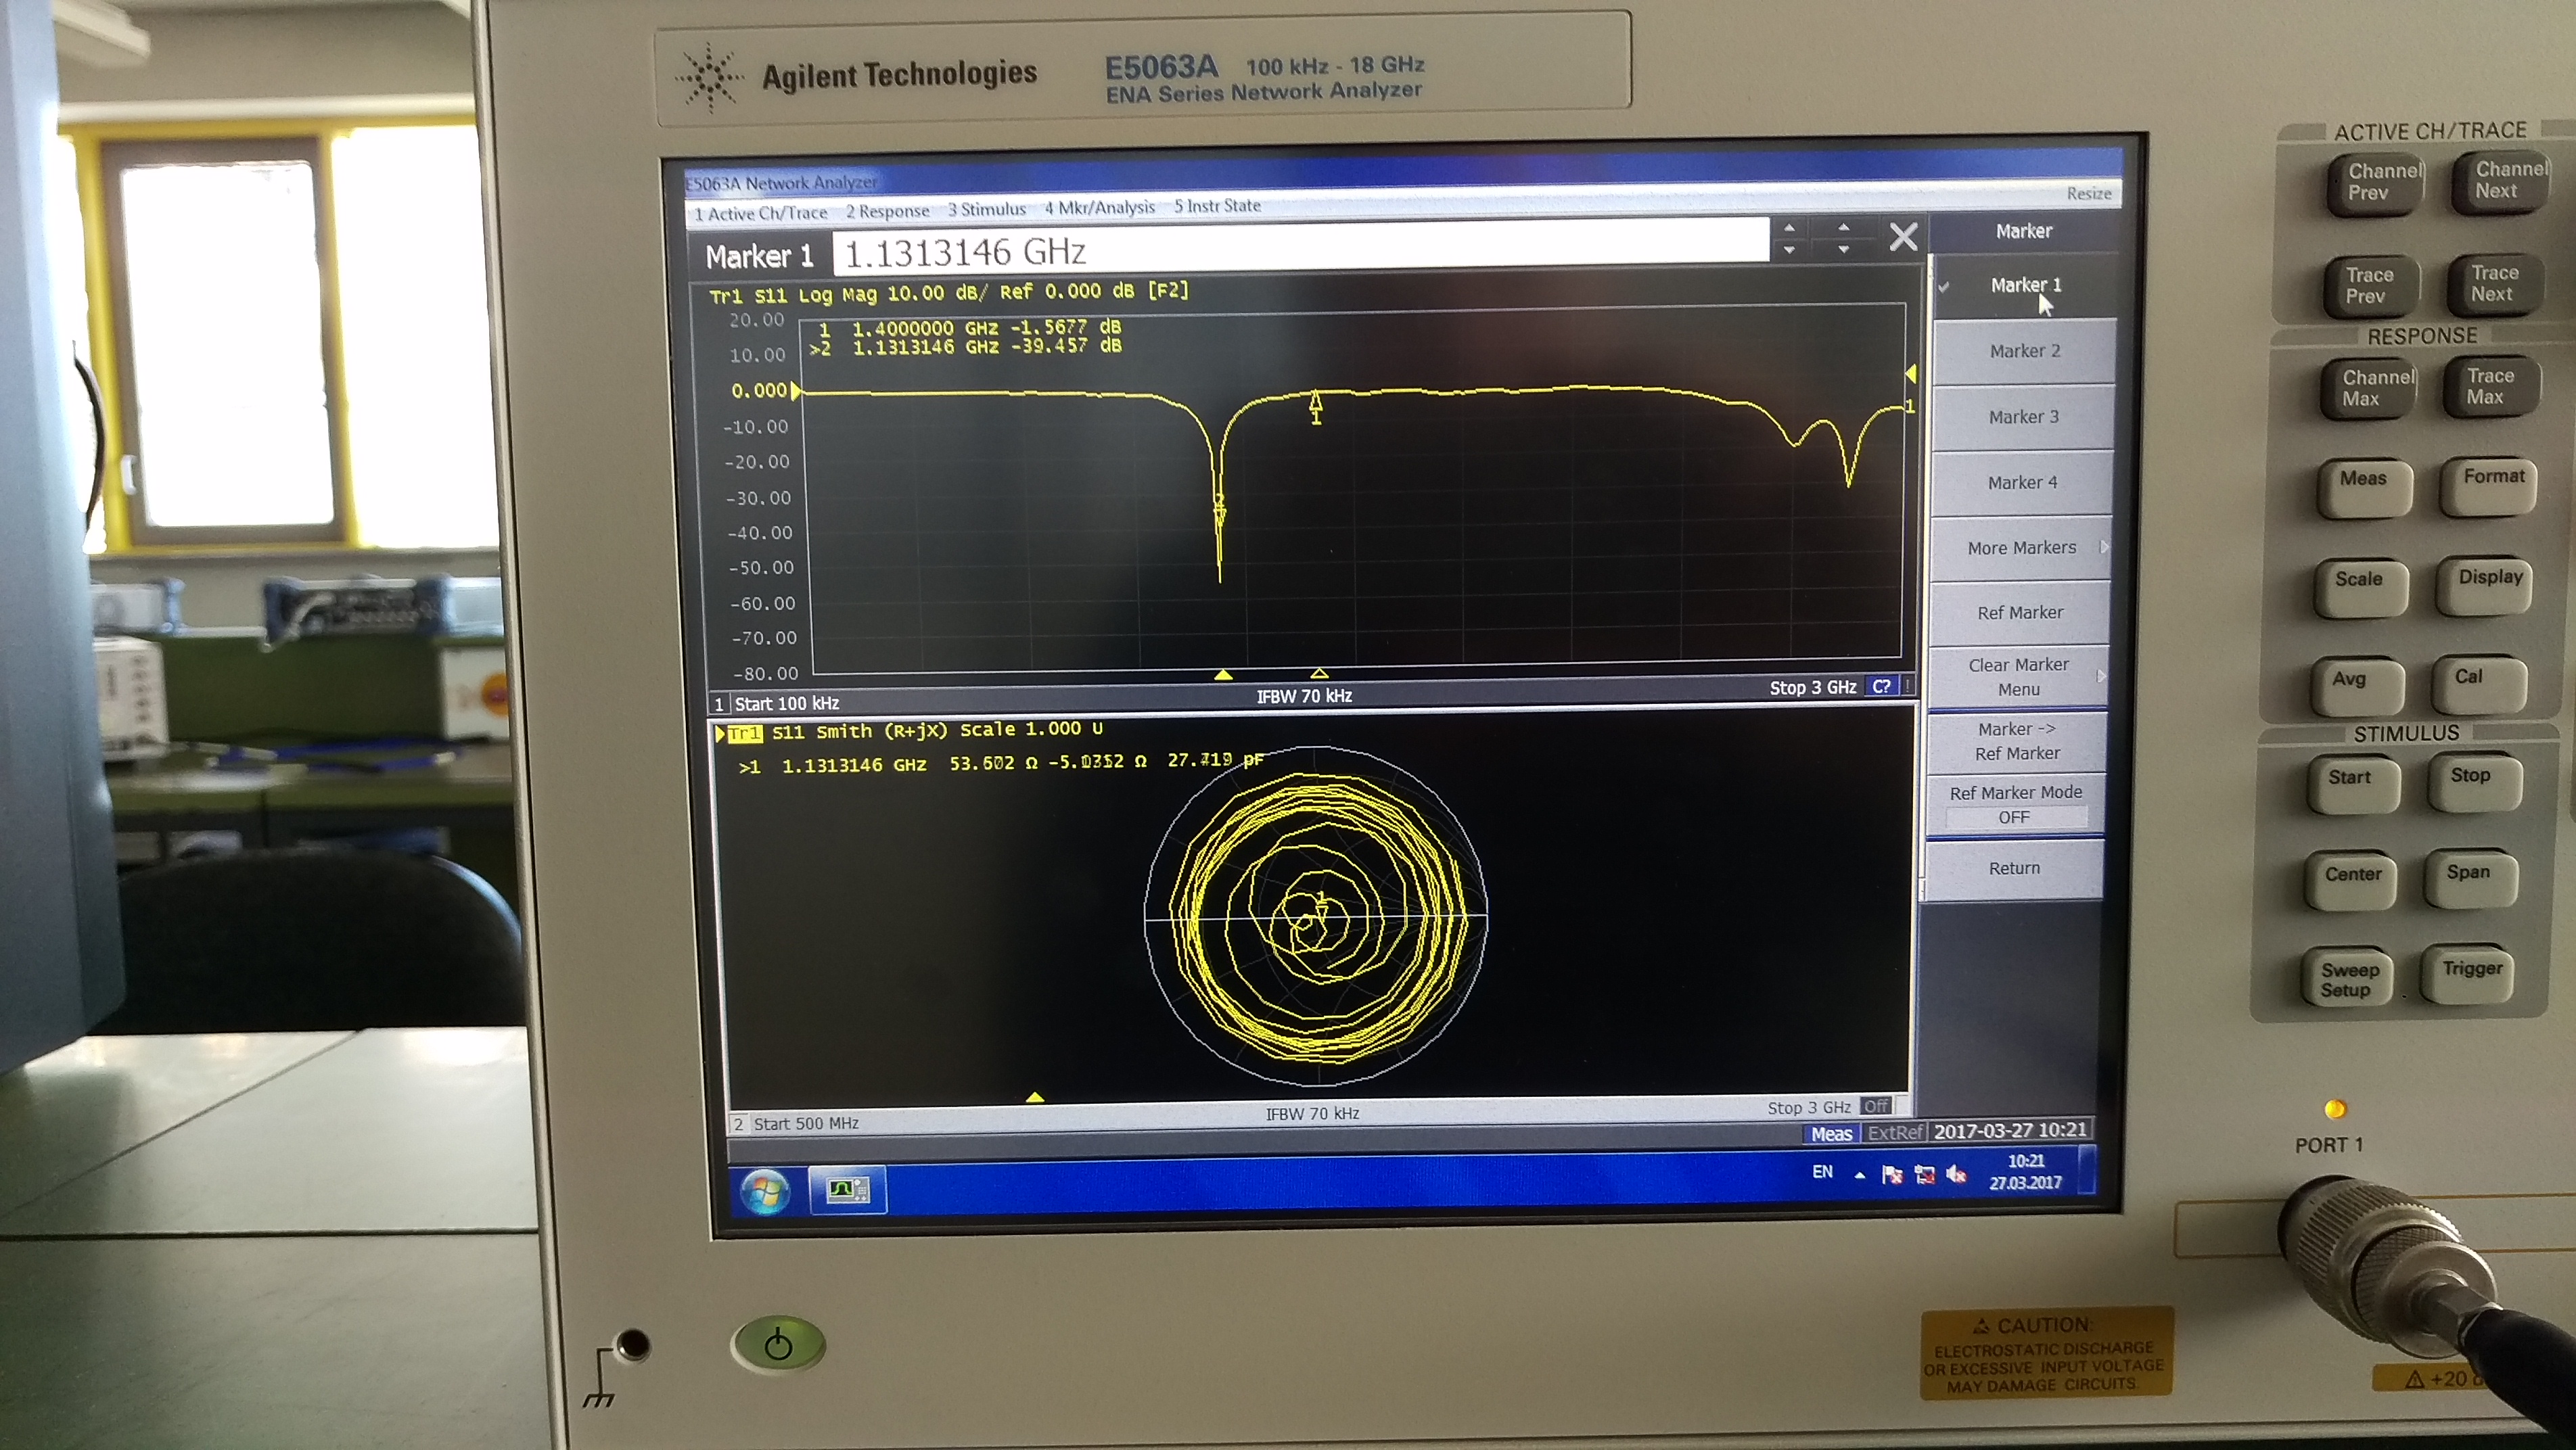 Agilent Technologies
E5063A 100 kHz - 18 GHz
ENA Series Network Analyzer
E5063A Network Analyzer
Resize
1 Active Ch/Trace 2 Response 3 Stimulus 4 Mkr/Analysis 5 Instr State
Marker 1 1.1313146 GHz
Tr1 S11 Log Mag 10.00 dB/ Ref 0.000 dB [F2]
20.00
10.00
0.000
-10.00
-20.00
-30.00
-40.00
-50.00
-60.00
-70.00
-80.00
1 1.4000000 GHz -1.5677 dB
>2 1.1313146 GHz -39.457 dB
1
2
1
1 Start 100 kHz
IFBW 70 kHz
Stop 3 GHz C? !
Tr1 S11 Smith (R+jX) Scale 1.000 U
>1 1.1313146 GHz Ω Ω pF
1
2 Start 500 MHz
IFBW 70 kHz
Stop 3 GHz Off
Meas ExtRef 2017-03-27 10:21
EN
10:21
27.03.2017
Marker
Marker 1
Marker 2
Marker 3
Marker 4
More Markers
Ref Marker
Clear Marker
Menu
Marker ->
Ref Marker
Ref Marker Mode
OFF
Return
ACTIVE CH/TRACE
Channel
Prev
Channel
Next
Trace
Prev
Trace
Next
RESPONSE
Channel
Max
Trace
Max
Meas
Format
Scale
Display
Avg
Cal
STIMULUS
Start
Stop
Center
Span
Sweep
Setup
Trigger
PORT 1
CAUTION:
ELECTROSTATIC DISCHARGE
OR EXCESSIVE INPUT VOLTAGE
MAY DAMAGE CIRCUITS.
+20